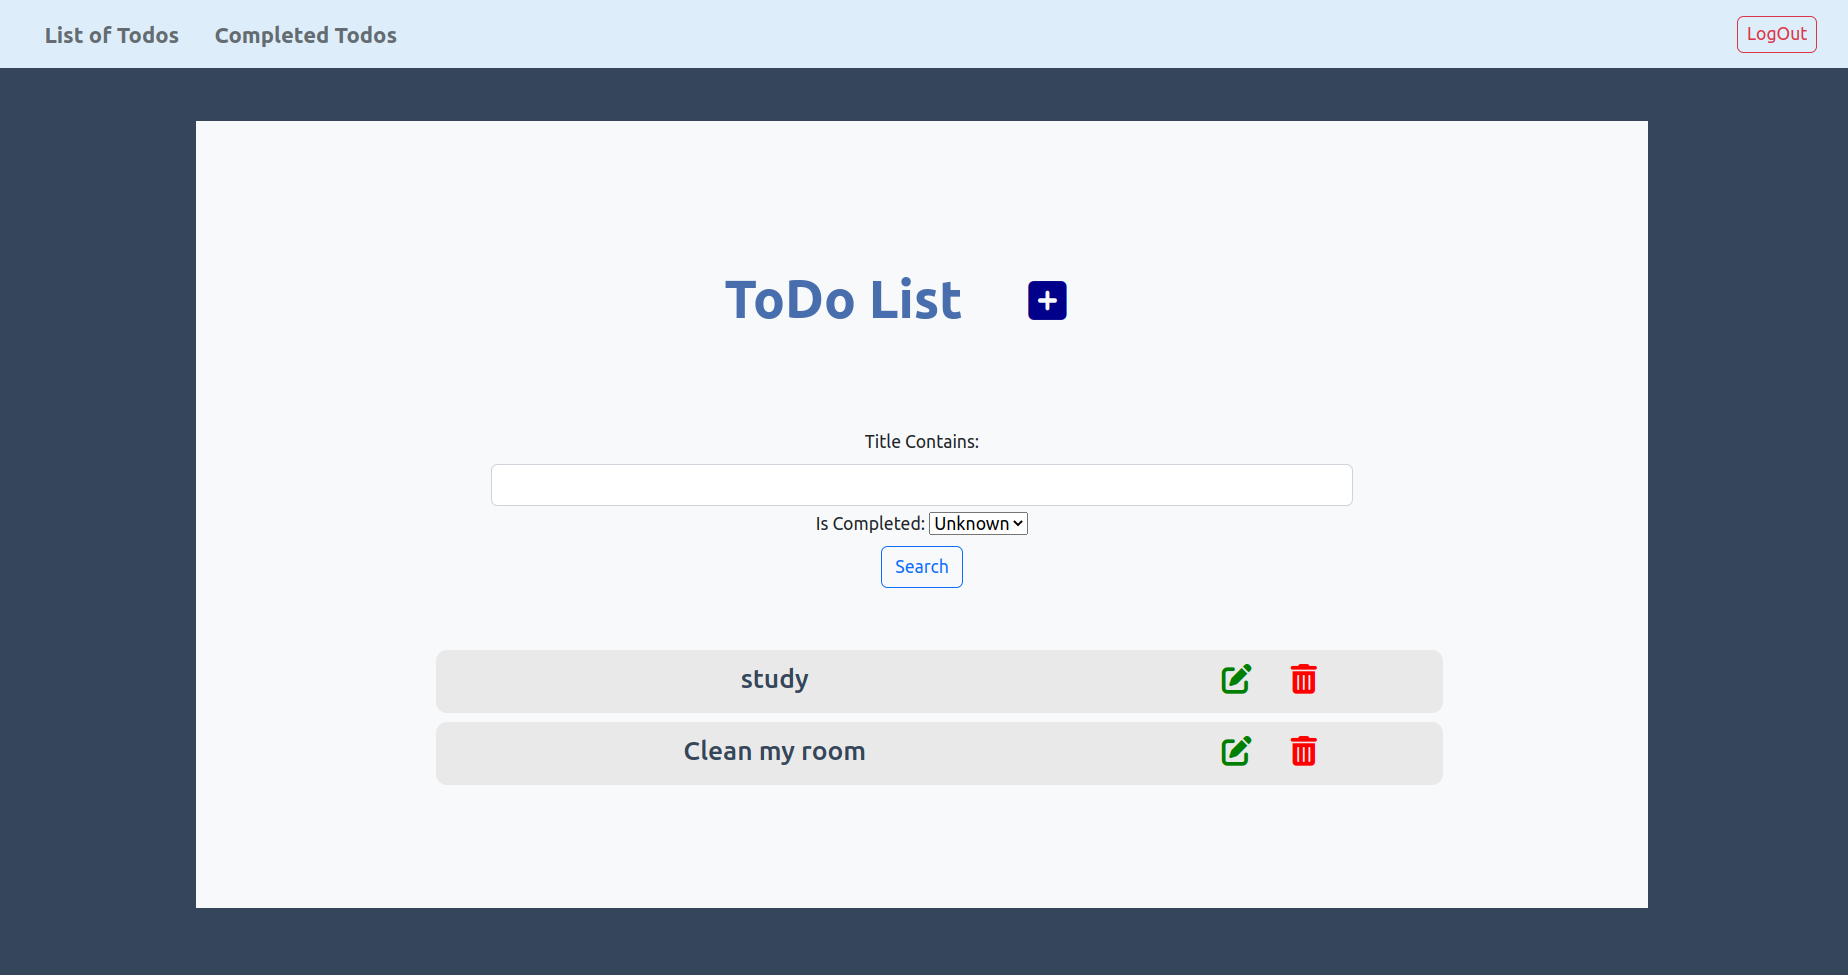 List of Todos
Completed Todos
LogOut
ToDo List
Title Contains:
Is Completed: Unknown
Search
study
Clean my room